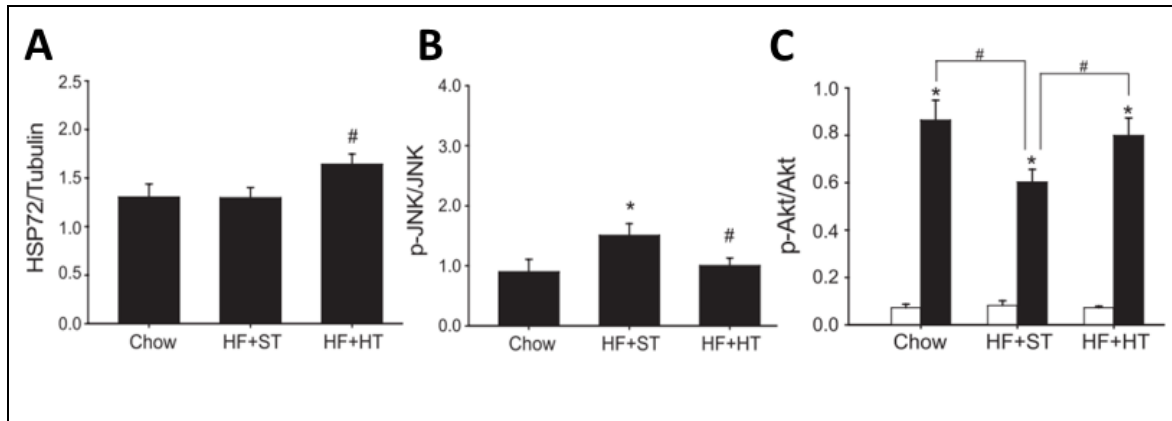 A
HSP72/Tubulin
2.5
2.0
1.5
1.0
0.5
0.0
#
Chow
HF+ST
HF+HT
B
p-JNK/JNK
4.0
3.0
2.0
1.0
0.0
*
#
Chow
HF+ST
HF+HT
C
p-Akt/Akt
1.0
0.8
0.6
0.4
0.2
0.0
#
#
*
*
*
Chow
HF+ST
HF+HT